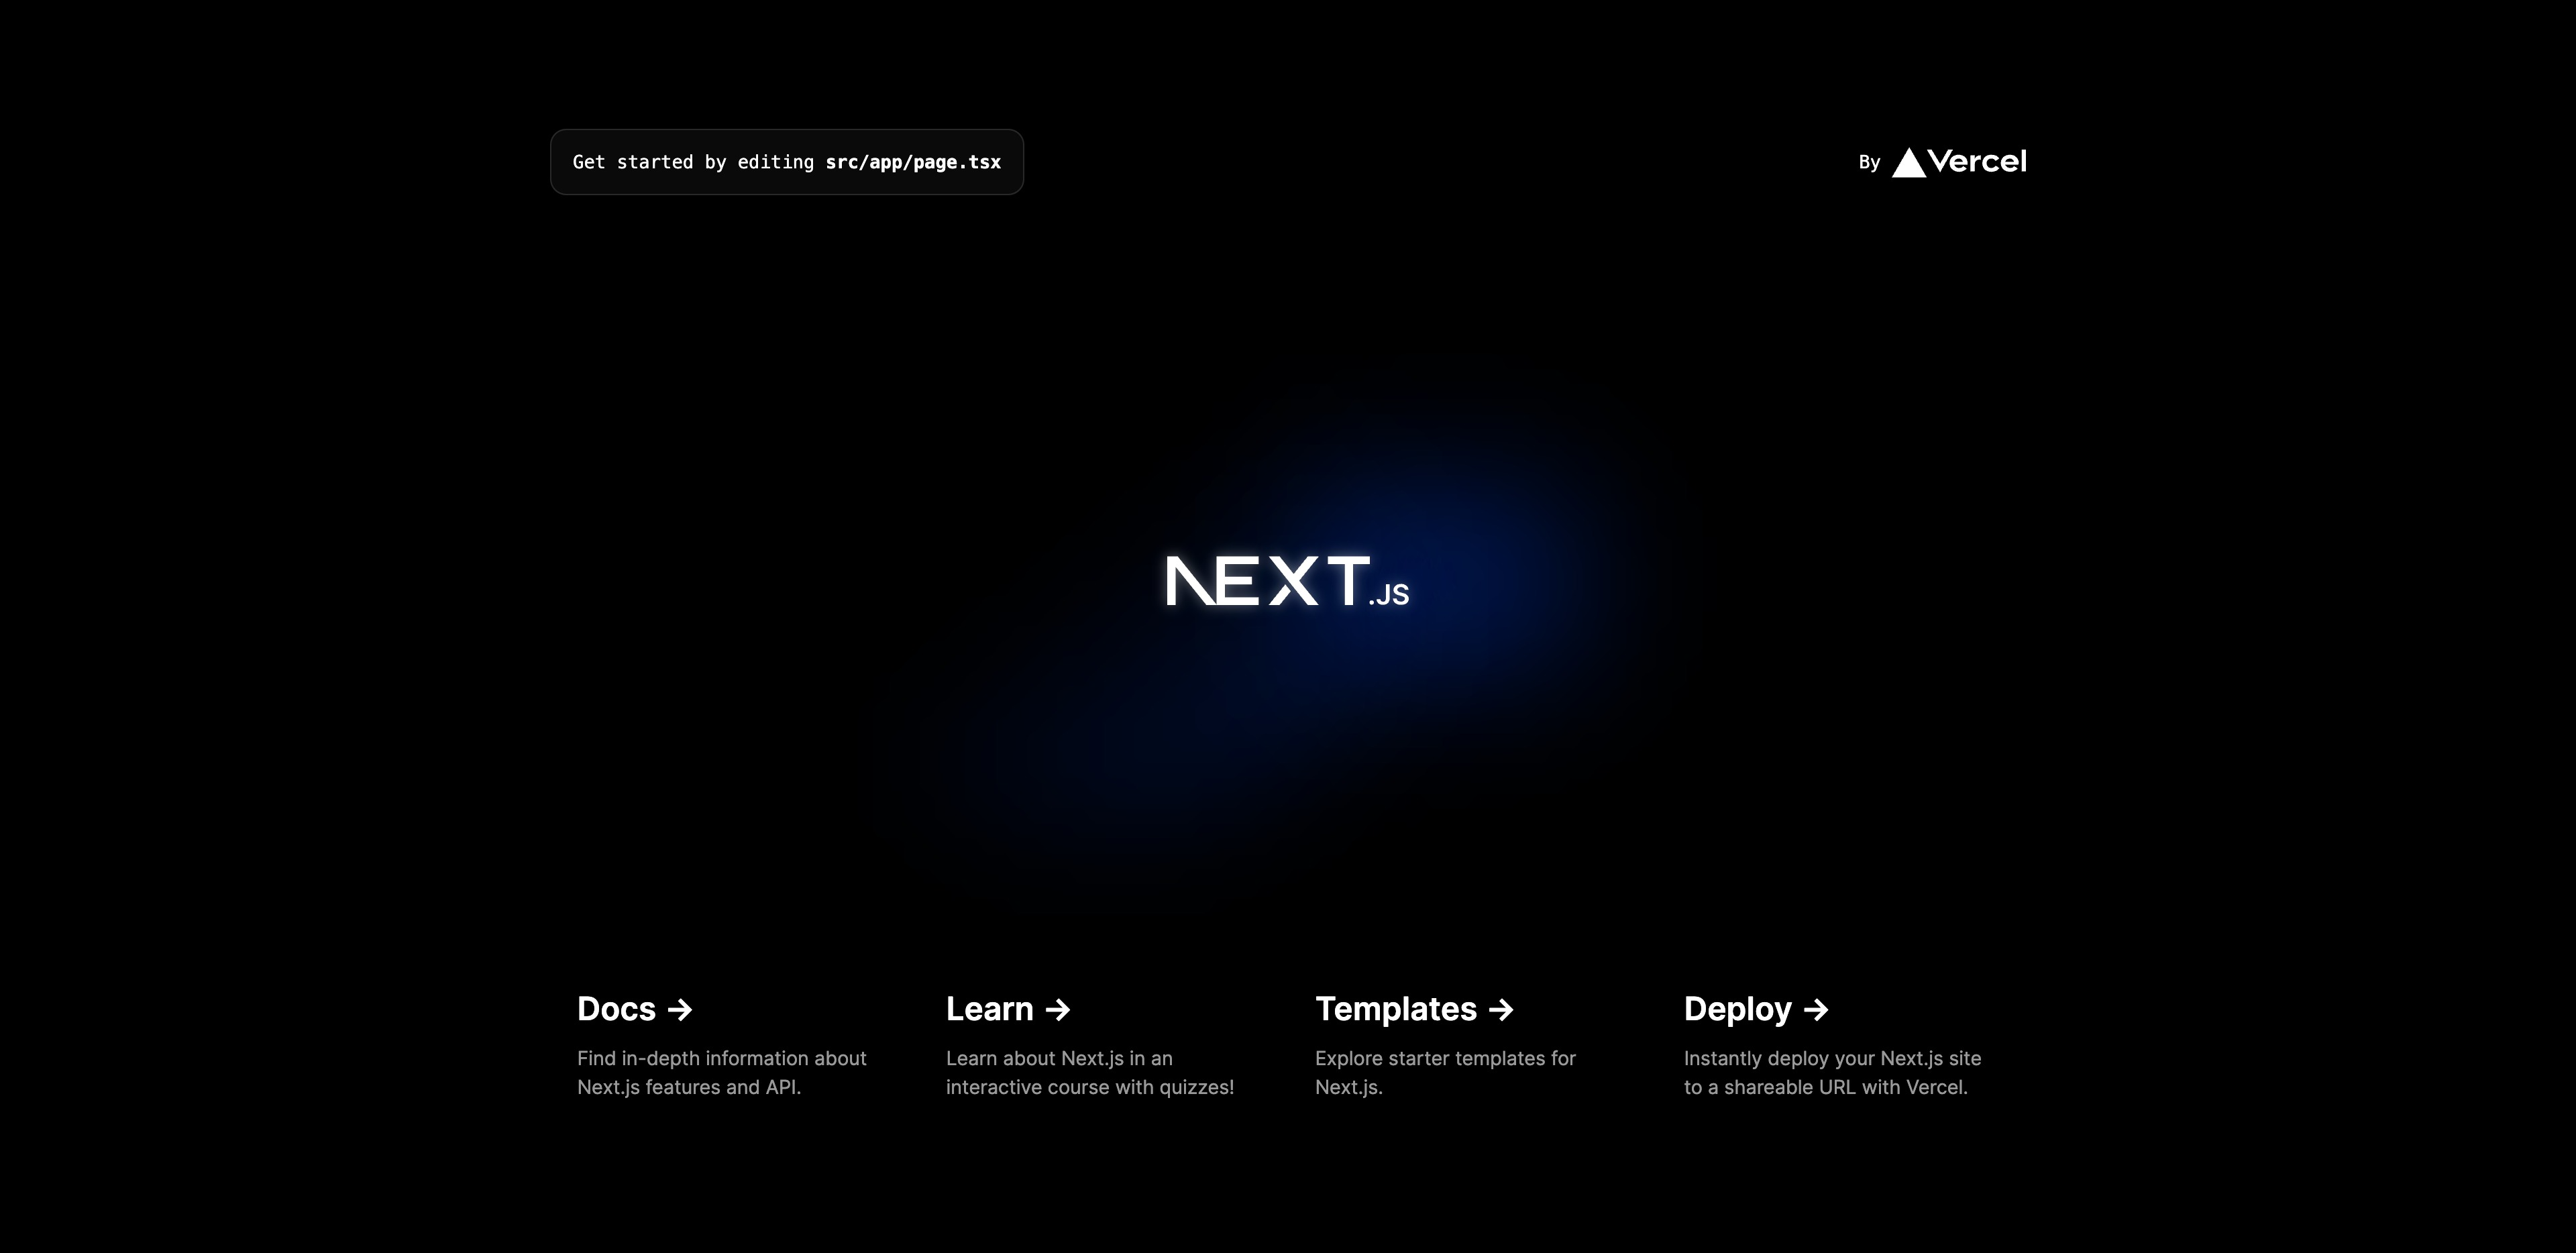 Get started by editing src/app/page.tsx
By Vercel
NEXT.JS
Docs →
Find in-depth information about
Next.js features and API.
Learn →
Learn about Next.js in an
interactive course with quizzes!
Templates →
Explore starter templates for
Next.js.
Deploy →
Instantly deploy your Next.js site
to a shareable URL with Vercel.